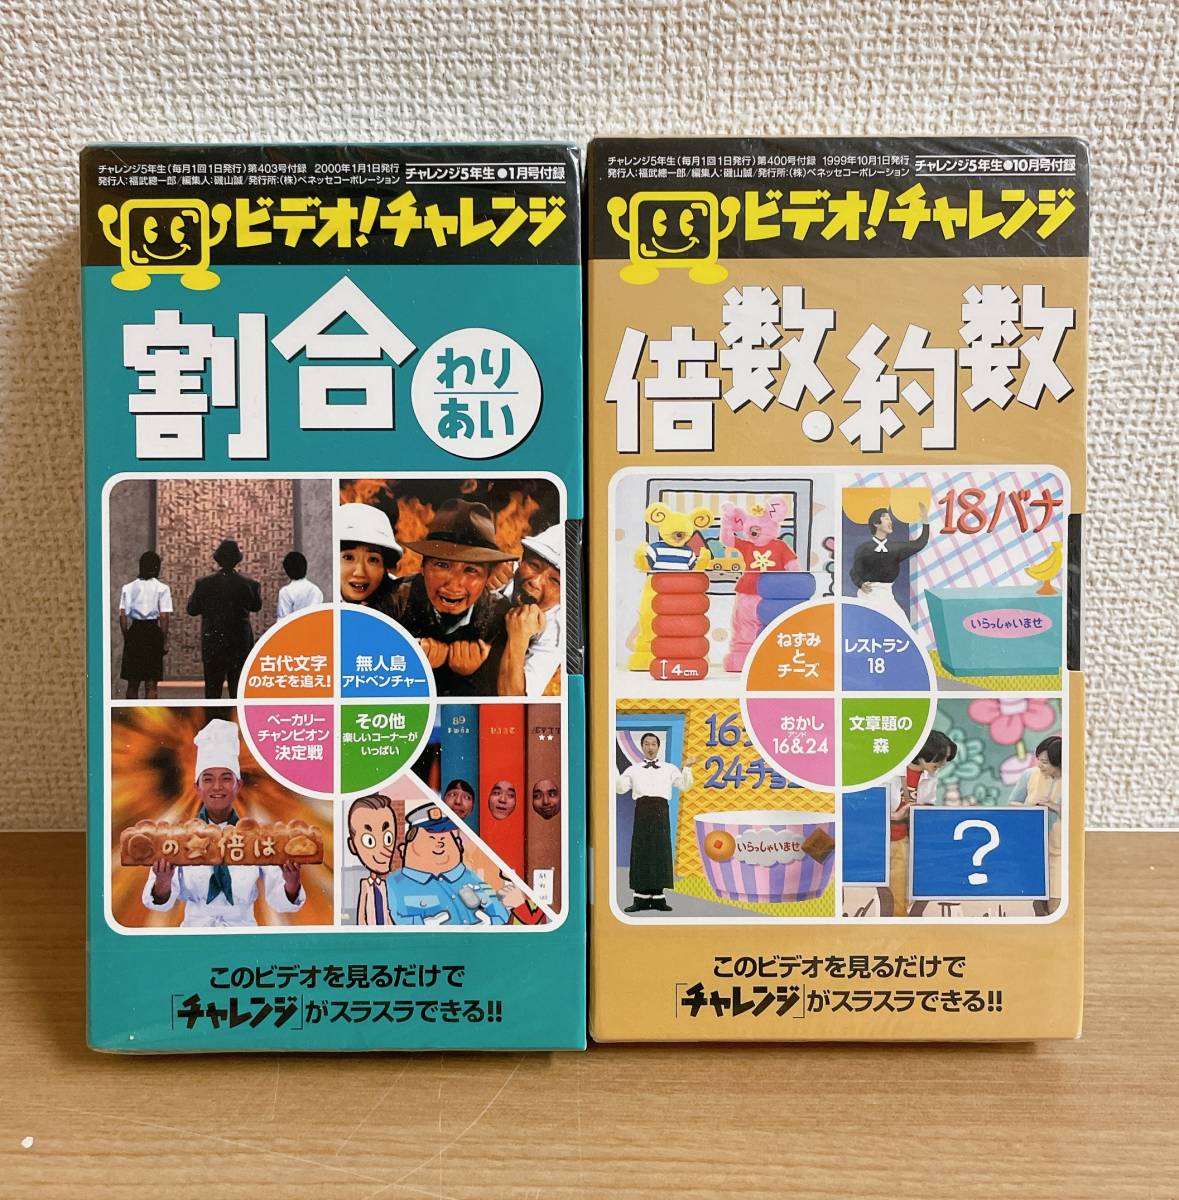 チャレンジ5年生(毎月1回1日発行)第403号付録 2000年1月1日発行
発行人:福武總一郎/編集人:磯山誠/発行所:(株)ベネッセコーポレーション
チャレンジ5年生●1月号付録
ビデオ!チャレンジ
割合
わり
あい
古代文字
のなぞを追え!
無人島
アドベンチャー
ベーカリー
チャンピオン
決定戦
その他
楽しいコーナーが
いっぱい
の女倍は
このビデオを見るだけで
「チャレンジ」がスラスラできる!!
チャレンジ5年生(毎月1回1日発行)第400号付録 1999年10月1日発行
発行人:福武總一郎/編集人:磯山誠/発行所:(株)ベネッセコーポレーション
チャレンジ5年生●10月号付録
ビデオ!チャレンジ
倍数・約数
18バナ
いらっしゃいませ
4cm
ねずみ
と
チーズ
レストラン
18
おかし
アンド
16&24
文章題の
森
24チョコ
いらっしゃいませ
?
このビデオを見るだけで
「チャレンジ」がスラスラできる!!